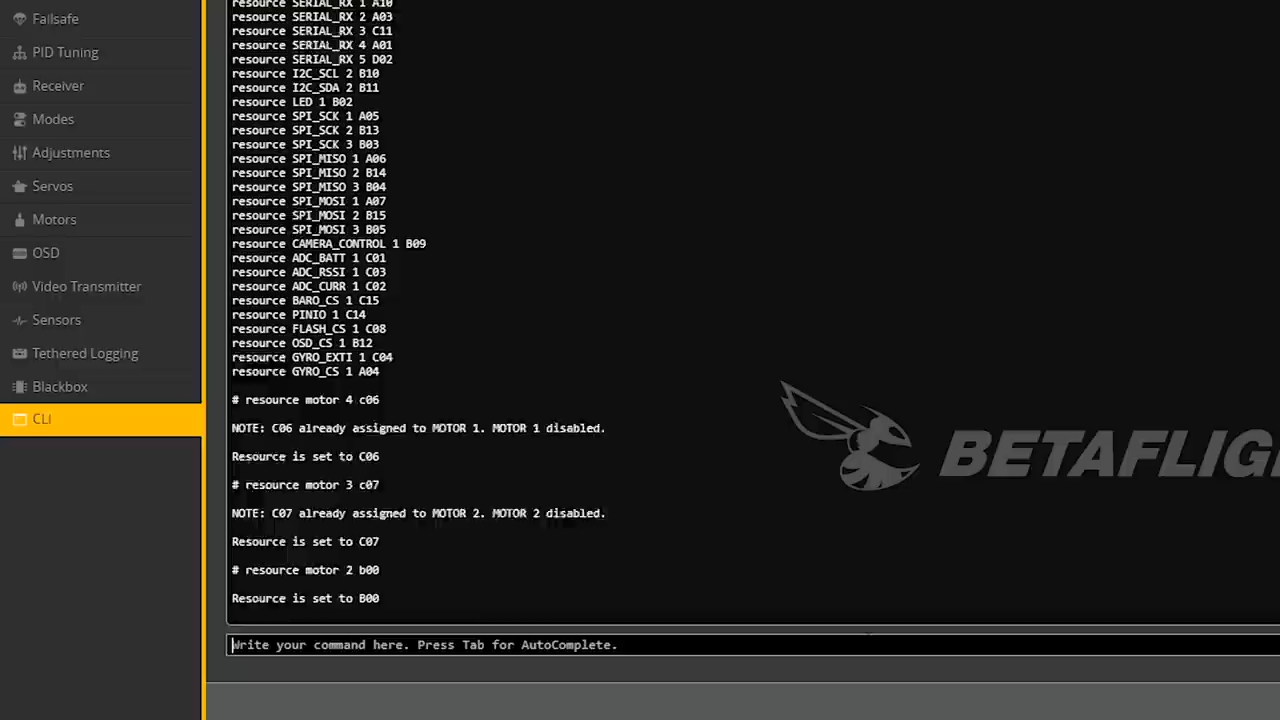 Failsafe
PID Tuning
Receiver
Modes
Adjustments
Servos
Motors
OSD
Video Transmitter
Sensors
Tethered Logging
Blackbox
CLI
resource SERIAL_RX 1 A10
resource SERIAL_RX 2 A03
resource SERIAL_RX 3 C11
resource SERIAL_RX 4 A01
resource SERIAL_RX 5 D02
resource I2C_SCL 2 B10
resource I2C_SDA 2 B11
resource LED 1 B02
resource SPI_SCK 1 A05
resource SPI_SCK 2 B13
resource SPI_SCK 3 B03
resource SPI_MISO 1 A06
resource SPI_MISO 2 B14
resource SPI_MISO 3 B04
resource SPI_MOSI 1 A07
resource SPI_MOSI 2 B15
resource SPI_MOSI 3 B05
resource CAMERA_CONTROL 1 B09
resource ADC_BATT 1 C01
resource ADC_RSSI 1 C03
resource ADC_CURR 1 C02
resource BARO_CS 1 C15
resource PINIO 1 C14
resource FLASH_CS 1 C08
resource OSD_CS 1 B12
resource GYRO_EXTI 1 C04
resource GYRO_CS 1 A04
# resource motor 4 c06
NOTE: C06 already assigned to MOTOR 1. MOTOR 1 disabled.
Resource is set to C06
# resource motor 3 c07
NOTE: C07 already assigned to MOTOR 2. MOTOR 2 disabled.
Resource is set to C07
# resource motor 2 b00
Resource is set to B00
BETAFLIG
Write your command here. Press Tab for AutoComplete.